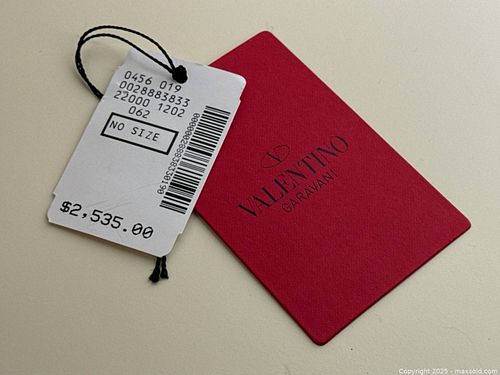 0456 019
0028883833
22000 1202
062
NO SIZE
$2,535.00
VALENTINO
GARAVANI
Copyright © 2025 - maxsold.com